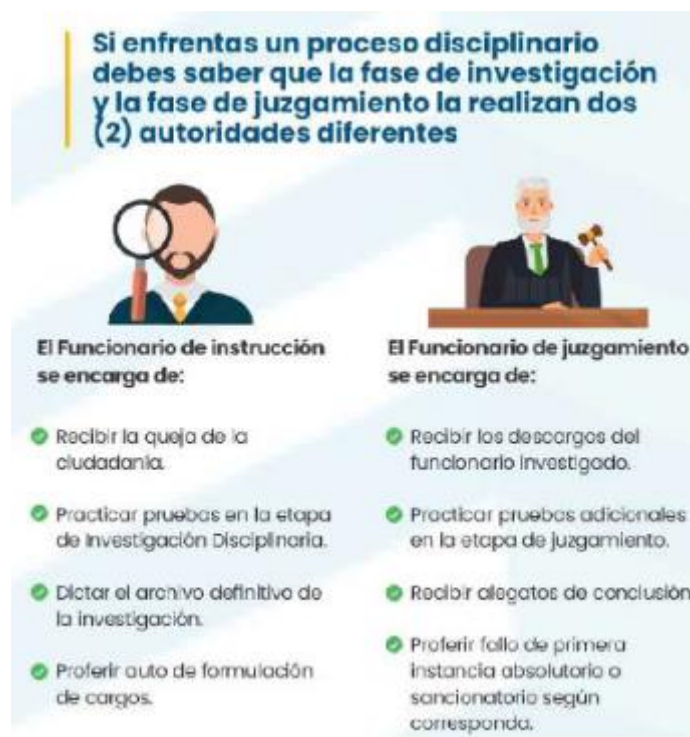 Si enfrentas un proceso disciplinario
debes saber que la fase de investigación
y la fase de juzgamiento la realizan dos
(2) autoridades diferentes
El Funcionario de instrucción
se encarga de:
Recibir la queja de la
ciudadanía.
Practicar pruebas en la etapa
de Investigación Disciplinaria.
Dictar el archivo definitivo de
la investigación.
Proferir auto de formulación
de cargos.
El Funcionario de juzgamiento
se encarga de:
Recibir los descargos del
funcionario investigado.
Practicar pruebas adicionales
en la etapa de juzgamiento.
Recibir alegatos de conclusión
Proferir fallo de primera
instancia absolutorio o
sancionatorio según
corresponda.